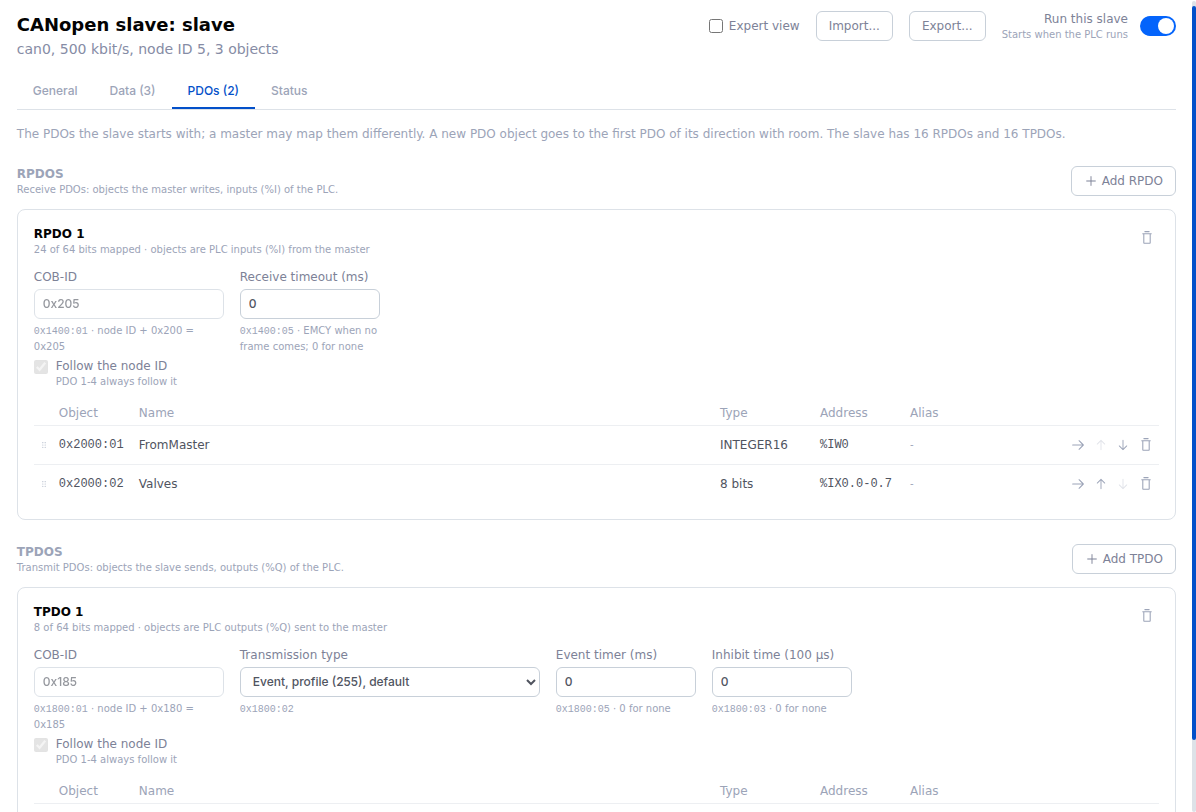 CANopen slave: slave
can0, 500 kbit/s, node ID 5, 3 objects
Expert view
Import...
Export...
Run this slave
Starts when the PLC runs
General
Data (3)
PDOs (2)
Status
The PDOs the slave starts with; a master may map them differently. A new PDO object goes to the first PDO of its direction with room. The slave has 16 RPDOs and 16 TPDOs.
RPDOS
Receive PDOs: objects the master writes, inputs (%I) of the PLC.
+ Add RPDO
RPDO 1
24 of 64 bits mapped · objects are PLC inputs (%I) from the master
COB-ID
Receive timeout (ms)
0x205
0
0x1400:01 · node ID + 0x200 =
0x205
0x1400:05 · EMCY when no
frame comes; 0 for none
Follow the node ID
PDO 1-4 always follow it
Object Name Type Address Alias
0x2000:01 FromMaster INTEGER16 %IW0 -
0x2000:02 Valves 8 bits %IX0.0-0.7 -
TPDOS
Transmit PDOs: objects the slave sends, outputs (%Q) of the PLC.
+ Add TPDO
TPDO 1
8 of 64 bits mapped · objects are PLC outputs (%Q) sent to the master
COB-ID
Transmission type
Event timer (ms)
Inhibit time (100 µs)
0x185
Event, profile (255), default
0
0
0x1800:01 · node ID + 0x180 =
0x185
0x1800:02
0x1800:05 · 0 for none
0x1800:03 · 0 for none
Follow the node ID
PDO 1-4 always follow it
Object Name Type Address Alias